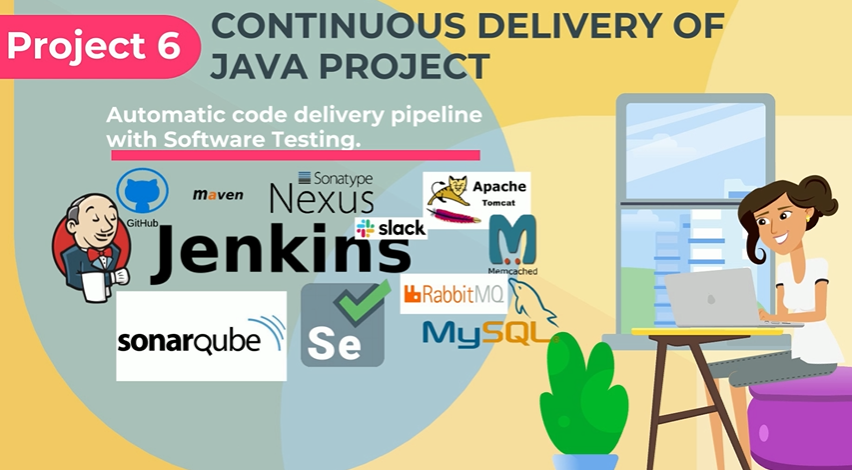 Project 6
CONTINUOUS DELIVERY OF
JAVA PROJECT
Automatic code delivery pipeline
with Software Testing.
GitHub
maven
Sonatype
Nexus
Apache
Tomcat
slack
Jenkins
Memcached
RabbitMQ
sonarqube
Se
MySQL